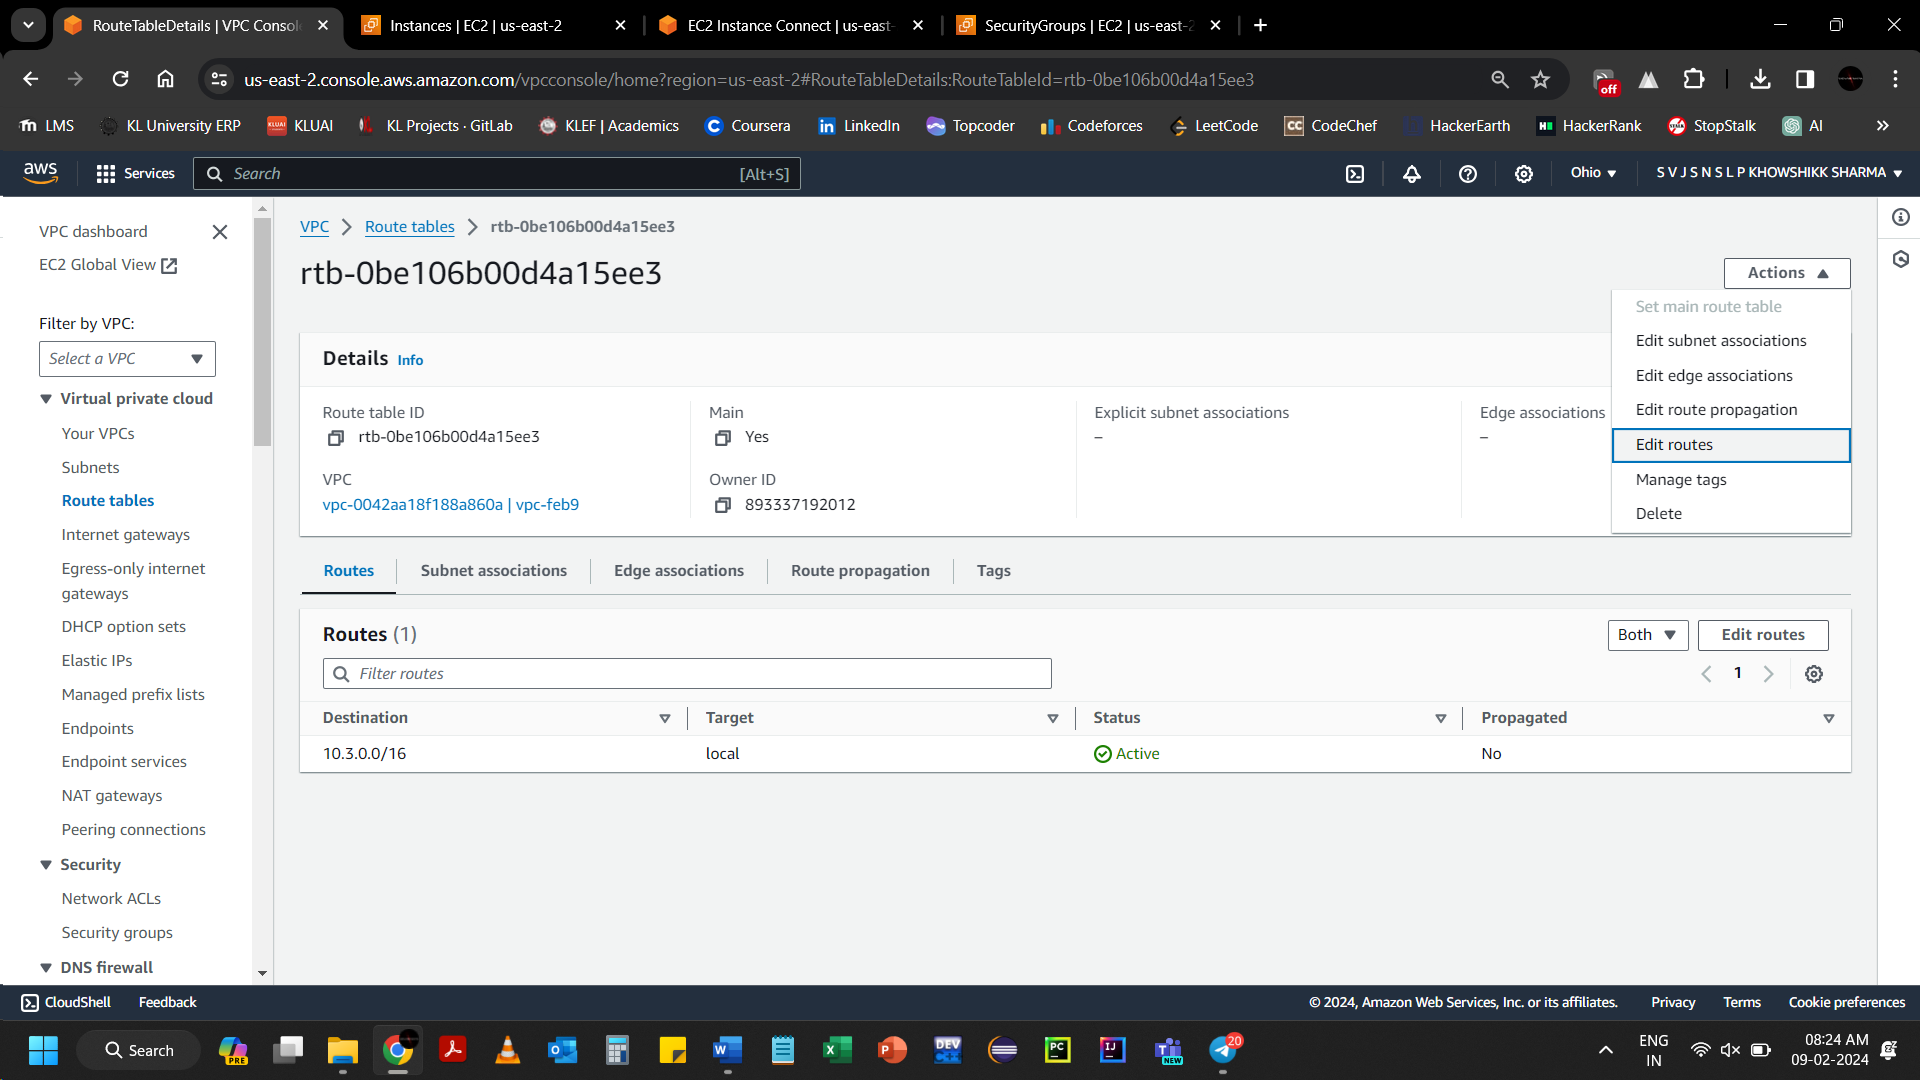 RouteTableDetails | VPC Consol
Instances | EC2 | us-east-2
EC2 Instance Connect | us-east-
SecurityGroups | EC2 | us-east-2
us-east-2.console.aws.amazon.com/vpcconsole/home?region=us-east-2#RouteTableDetails:RouteTableId=rtb-0be106b00d4a15ee3
off
LMS
KL University ERP
KLUAI
KL Projects · GitLab
KLEF | Academics
Coursera
LinkedIn
Topcoder
Codeforces
LeetCode
CodeChef
HackerEarth
HackerRank
StopStalk
AI
aws
Services
Search
[Alt+S]
Ohio
S V J S N S L P KHOWSHIKK SHARMA
VPC dashboard
EC2 Global View
Filter by VPC:
Select a VPC
Virtual private cloud
Your VPCs
Subnets
Route tables
Internet gateways
Egress-only internet
gateways
DHCP option sets
Elastic IPs
Managed prefix lists
Endpoints
Endpoint services
NAT gateways
Peering connections
Security
Network ACLs
Security groups
DNS firewall
VPC
Route tables
rtb-0be106b00d4a15ee3
rtb-0be106b00d4a15ee3
Actions
Set main route table
Edit subnet associations
Edit edge associations
Edit route propagation
Edit routes
Manage tags
Delete
Details Info
Route table ID
rtb-0be106b00d4a15ee3
Main
Yes
Explicit subnet associations
–
Edge associations
–
VPC
vpc-0042aa18f188a860a | vpc-feb9
Owner ID
893337192012
Routes
Subnet associations
Edge associations
Route propagation
Tags
Routes (1)
Both
Edit routes
Filter routes
1
Destination
Target
Status
Propagated
10.3.0.0/16
local
Active
No
CloudShell
Feedback
© 2024, Amazon Web Services, Inc. or its affiliates.
Privacy
Terms
Cookie preferences
Search
PRE
DEV
C++
PC
IJ
NEW
20
ENG
IN
08:24 AM
09-02-2024